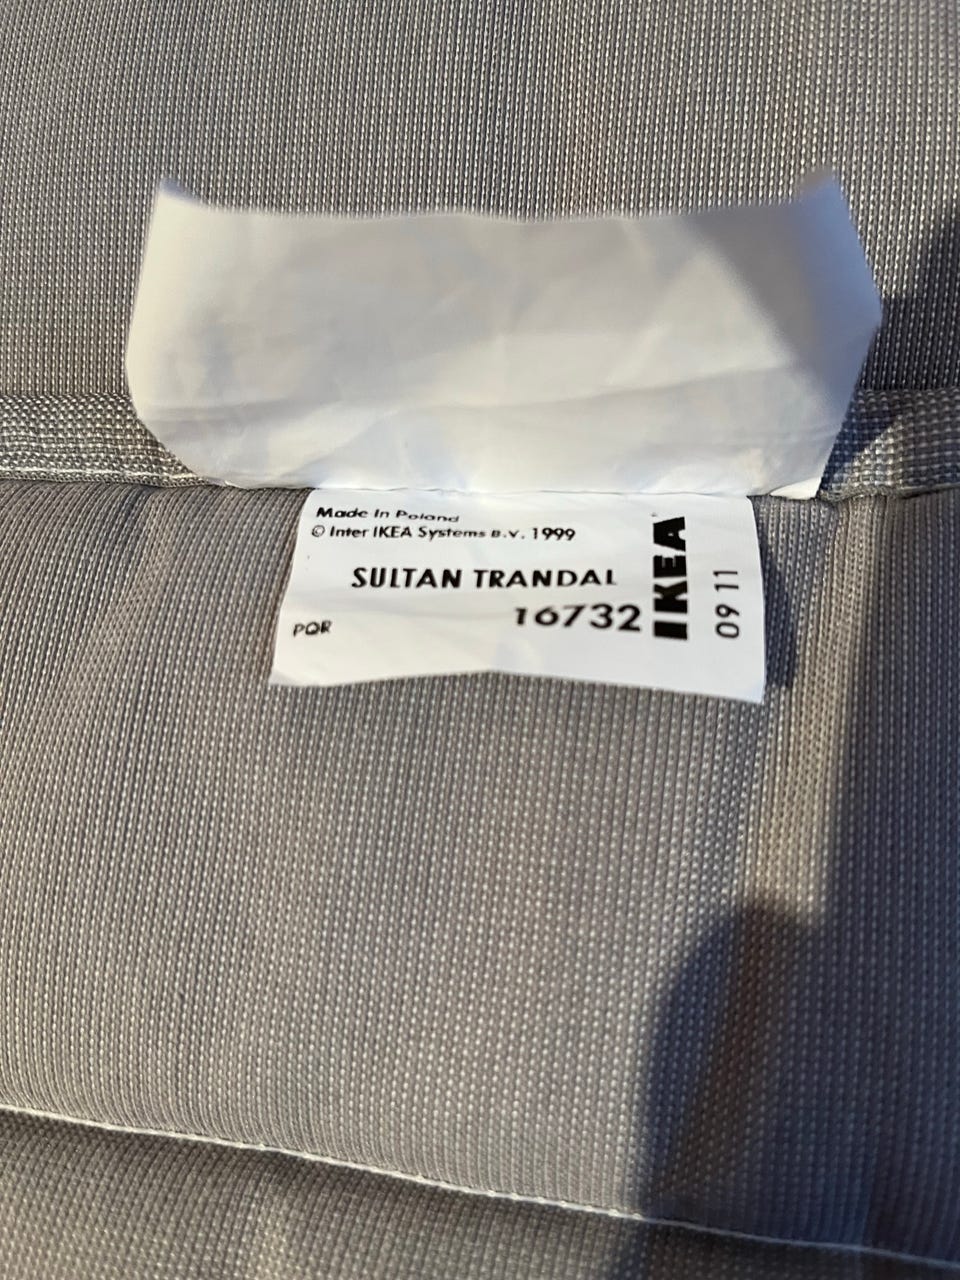 Made In Poland
© Inter IKEA Systems B.V. 1999
SULTAN TRANDAL
16732
PQR
IKEA
09 11